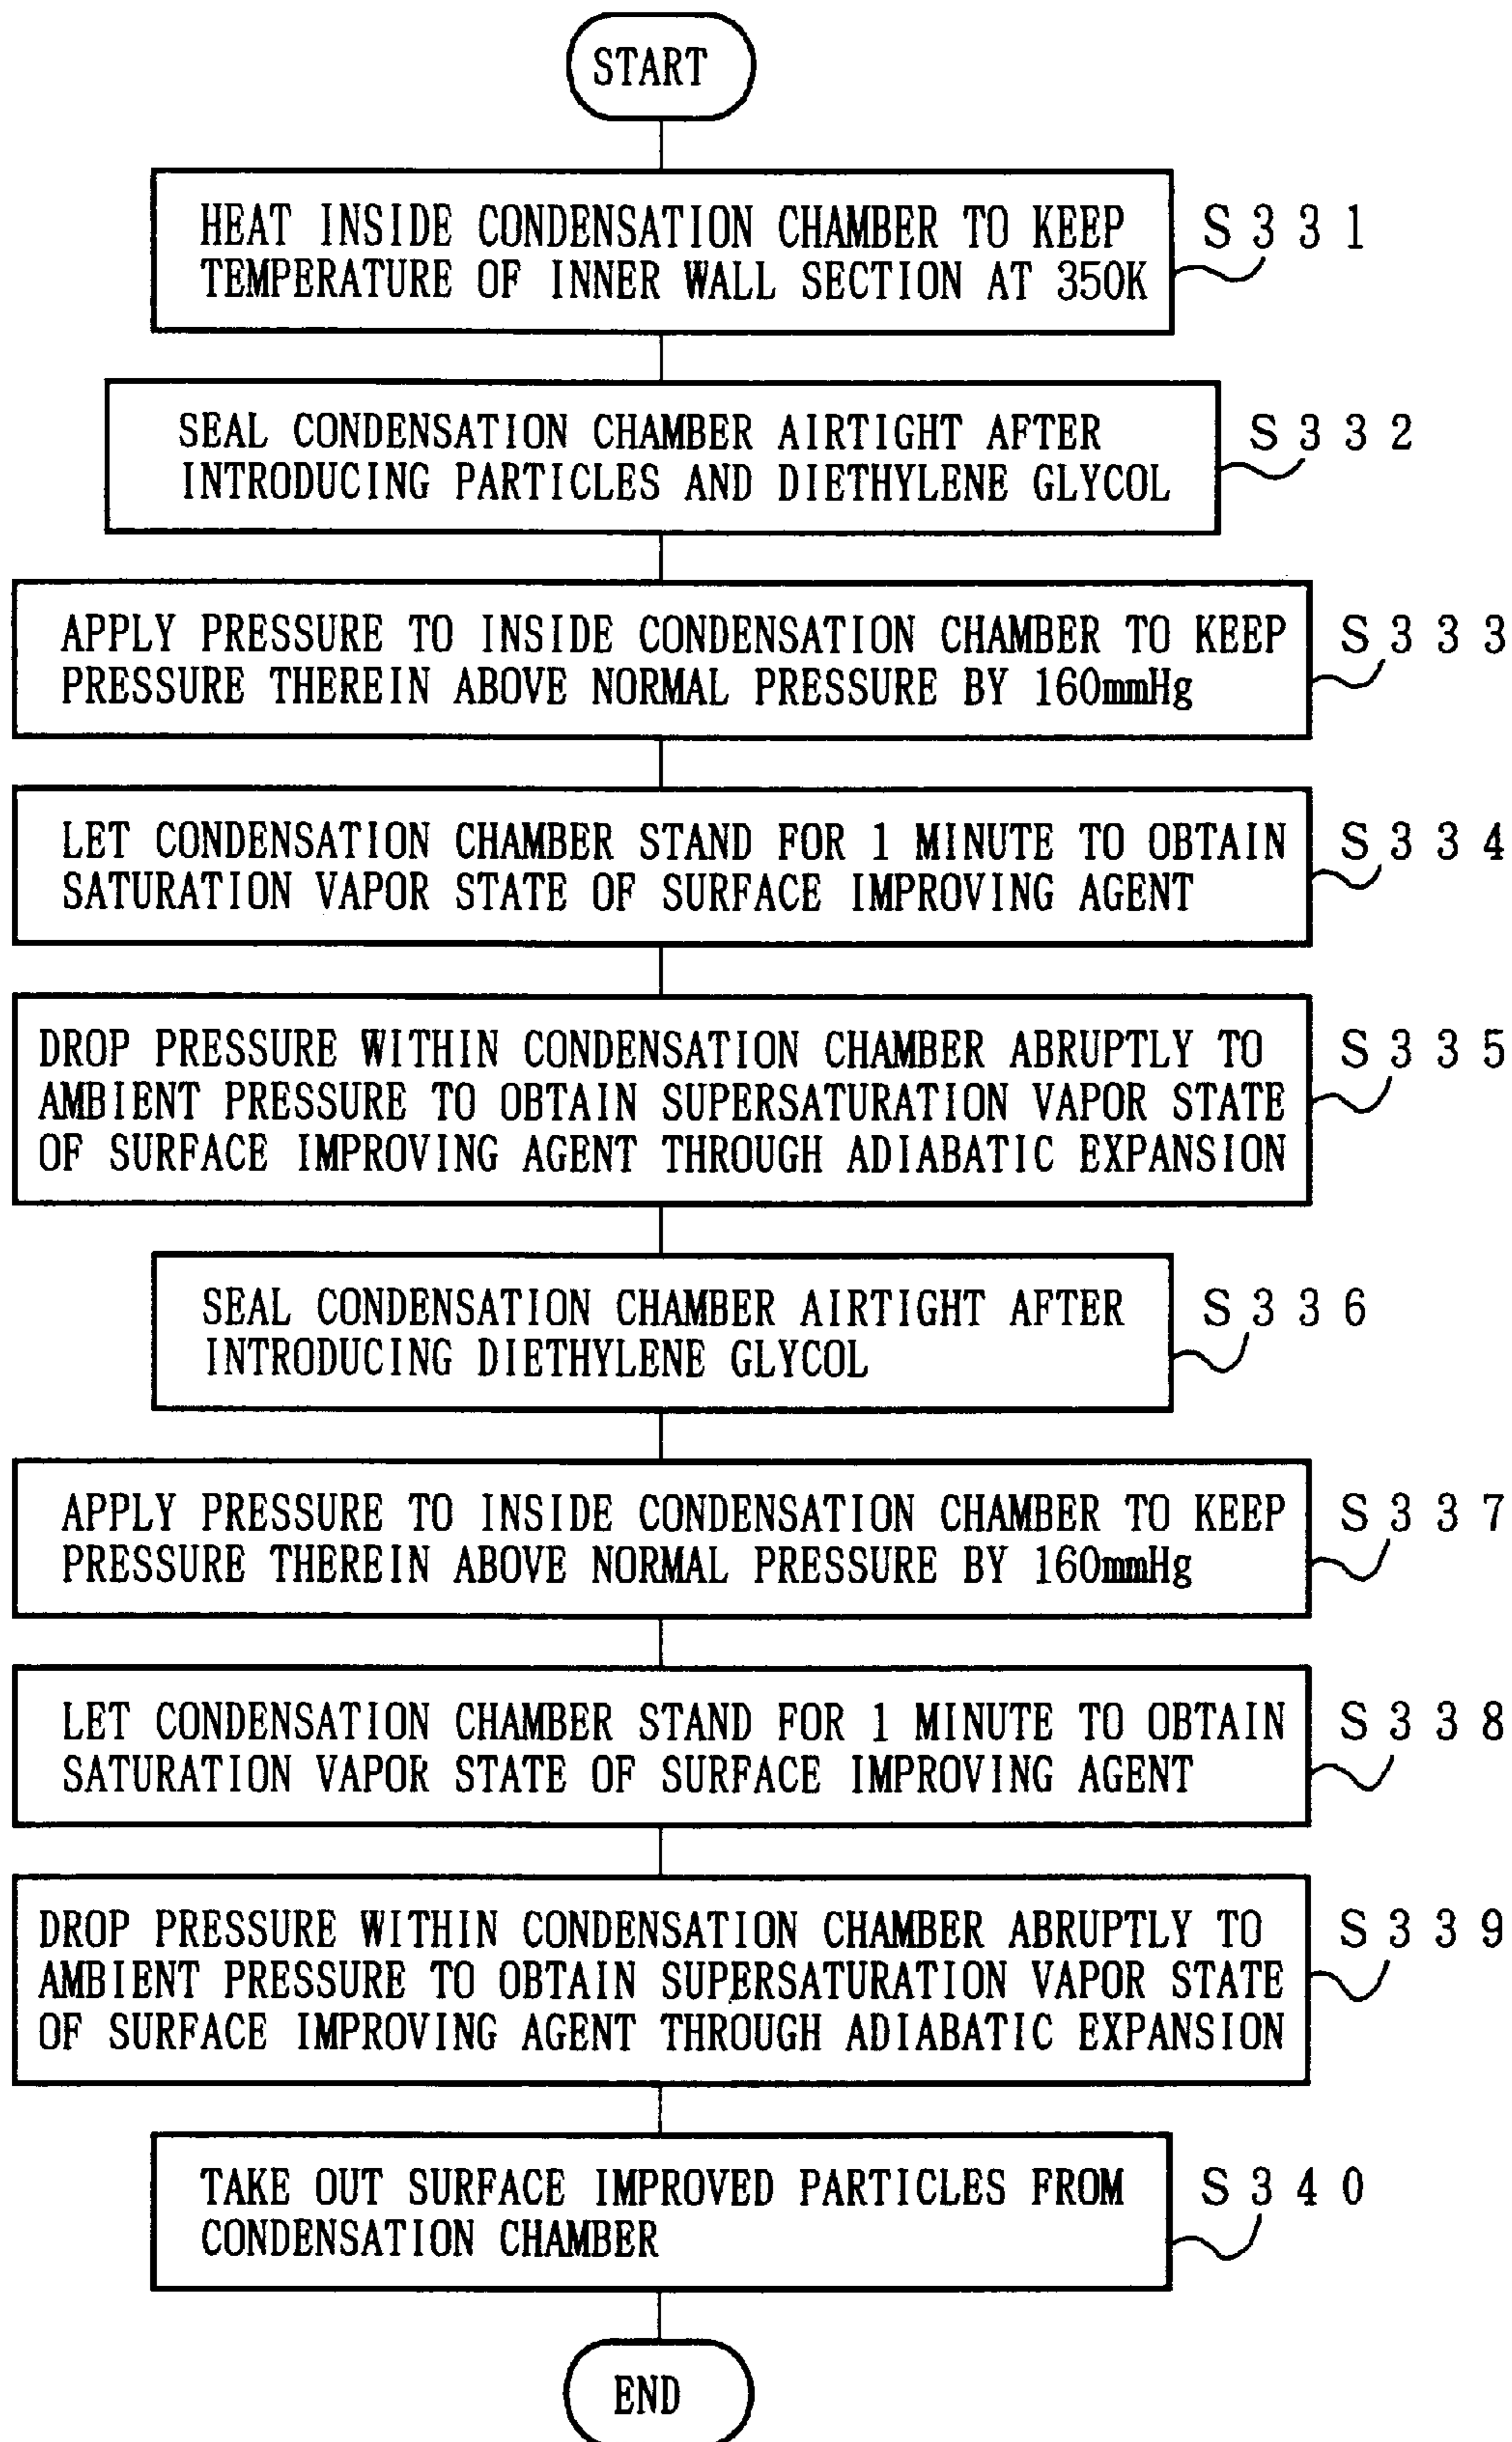 START
HEAT INSIDE CONDENSATION CHAMBER TO KEEP
TEMPERATURE OF INNER WALL SECTION AT 350K
S331
SEAL CONDENSATION CHAMBER AIRTIGHT AFTER
INTRODUCING PARTICLES AND DIETHYLENE GLYCOL
S332
APPLY PRESSURE TO INSIDE CONDENSATION CHAMBER TO KEEP
PRESSURE THEREIN ABOVE NORMAL PRESSURE BY 160mmHg
S333
LET CONDENSATION CHAMBER STAND FOR 1 MINUTE TO OBTAIN
SATURATION VAPOR STATE OF SURFACE IMPROVING AGENT
S334
DROP PRESSURE WITHIN CONDENSATION CHAMBER ABRUPTLY TO
AMBIENT PRESSURE TO OBTAIN SUPERSATURATION VAPOR STATE
OF SURFACE IMPROVING AGENT THROUGH ADIABATIC EXPANSION
S335
SEAL CONDENSATION CHAMBER AIRTIGHT AFTER
INTRODUCING DIETHYLENE GLYCOL
S336
APPLY PRESSURE TO INSIDE CONDENSATION CHAMBER TO KEEP
PRESSURE THEREIN ABOVE NORMAL PRESSURE BY 160mmHg
S337
LET CONDENSATION CHAMBER STAND FOR 1 MINUTE TO OBTAIN
SATURATION VAPOR STATE OF SURFACE IMPROVING AGENT
S338
DROP PRESSURE WITHIN CONDENSATION CHAMBER ABRUPTLY TO
AMBIENT PRESSURE TO OBTAIN SUPERSATURATION VAPOR STATE
OF SURFACE IMPROVING AGENT THROUGH ADIABATIC EXPANSION
S339
TAKE OUT SURFACE IMPROVED PARTICLES FROM
CONDENSATION CHAMBER
S340
END